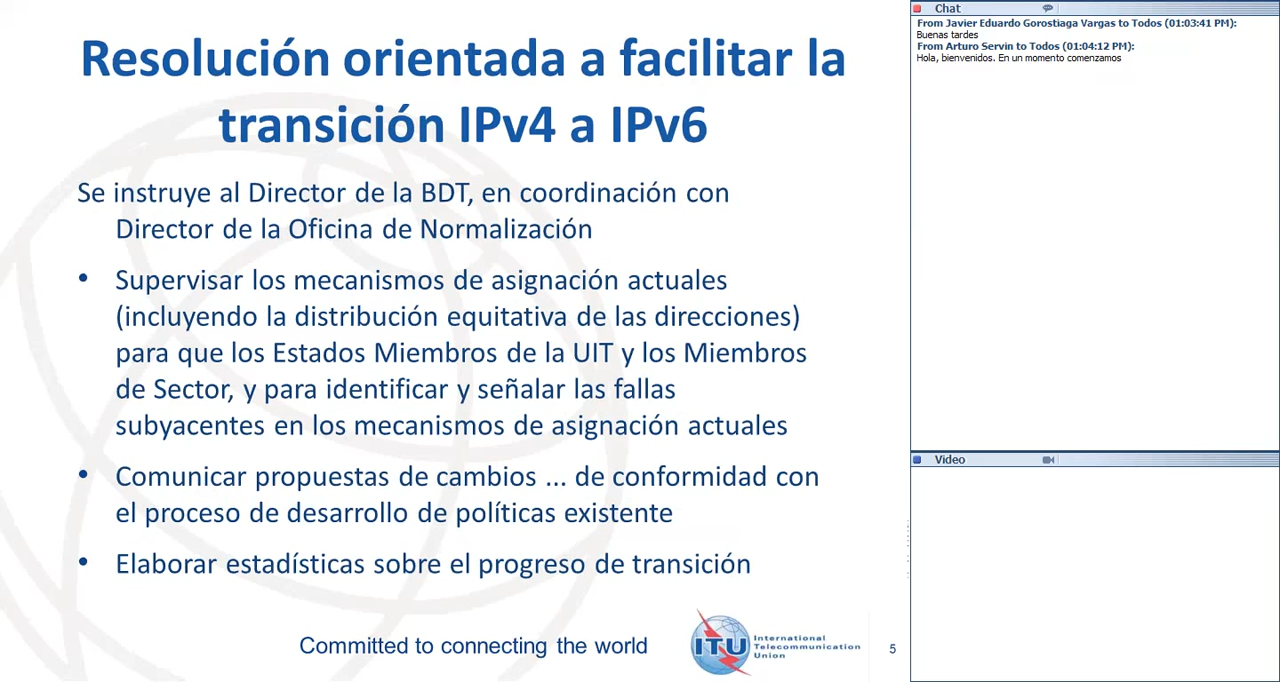 Resolución orientada a facilitar la
transición IPv4 a IPv6
Se instruye al Director de la BDT, en coordinación con
Director de la Oficina de Normalización
• Supervisar los mecanismos de asignación actuales
(incluyendo la distribución equitativa de las direcciones)
para que los Estados Miembros de la UIT y los Miembros
de Sector, y para identificar y señalar las fallas
subyacentes en los mecanismos de asignación actuales
• Comunicar propuestas de cambios ... de conformidad con
el proceso de desarrollo de políticas existente
• Elaborar estadísticas sobre el progreso de transición
Committed to connecting the world
ITU
International
Telecommunication
Union
5
Chat
From Javier Eduardo Gorostiaga Vargas to Todos (01:03:41 PM):
Buenas tardes
From Arturo Servin to Todos (01:04:12 PM):
Hola, bienvenidos. En un momento comenzamos
Video